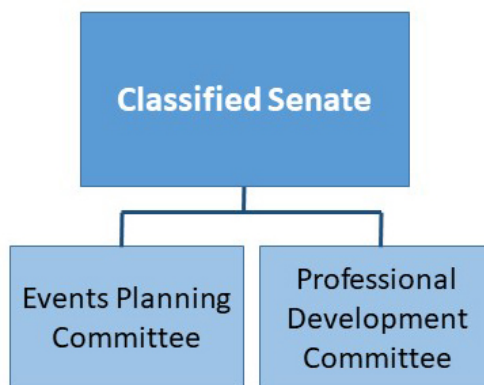 Classified Senate
Events Planning
Committee
Professional
Development
Committee